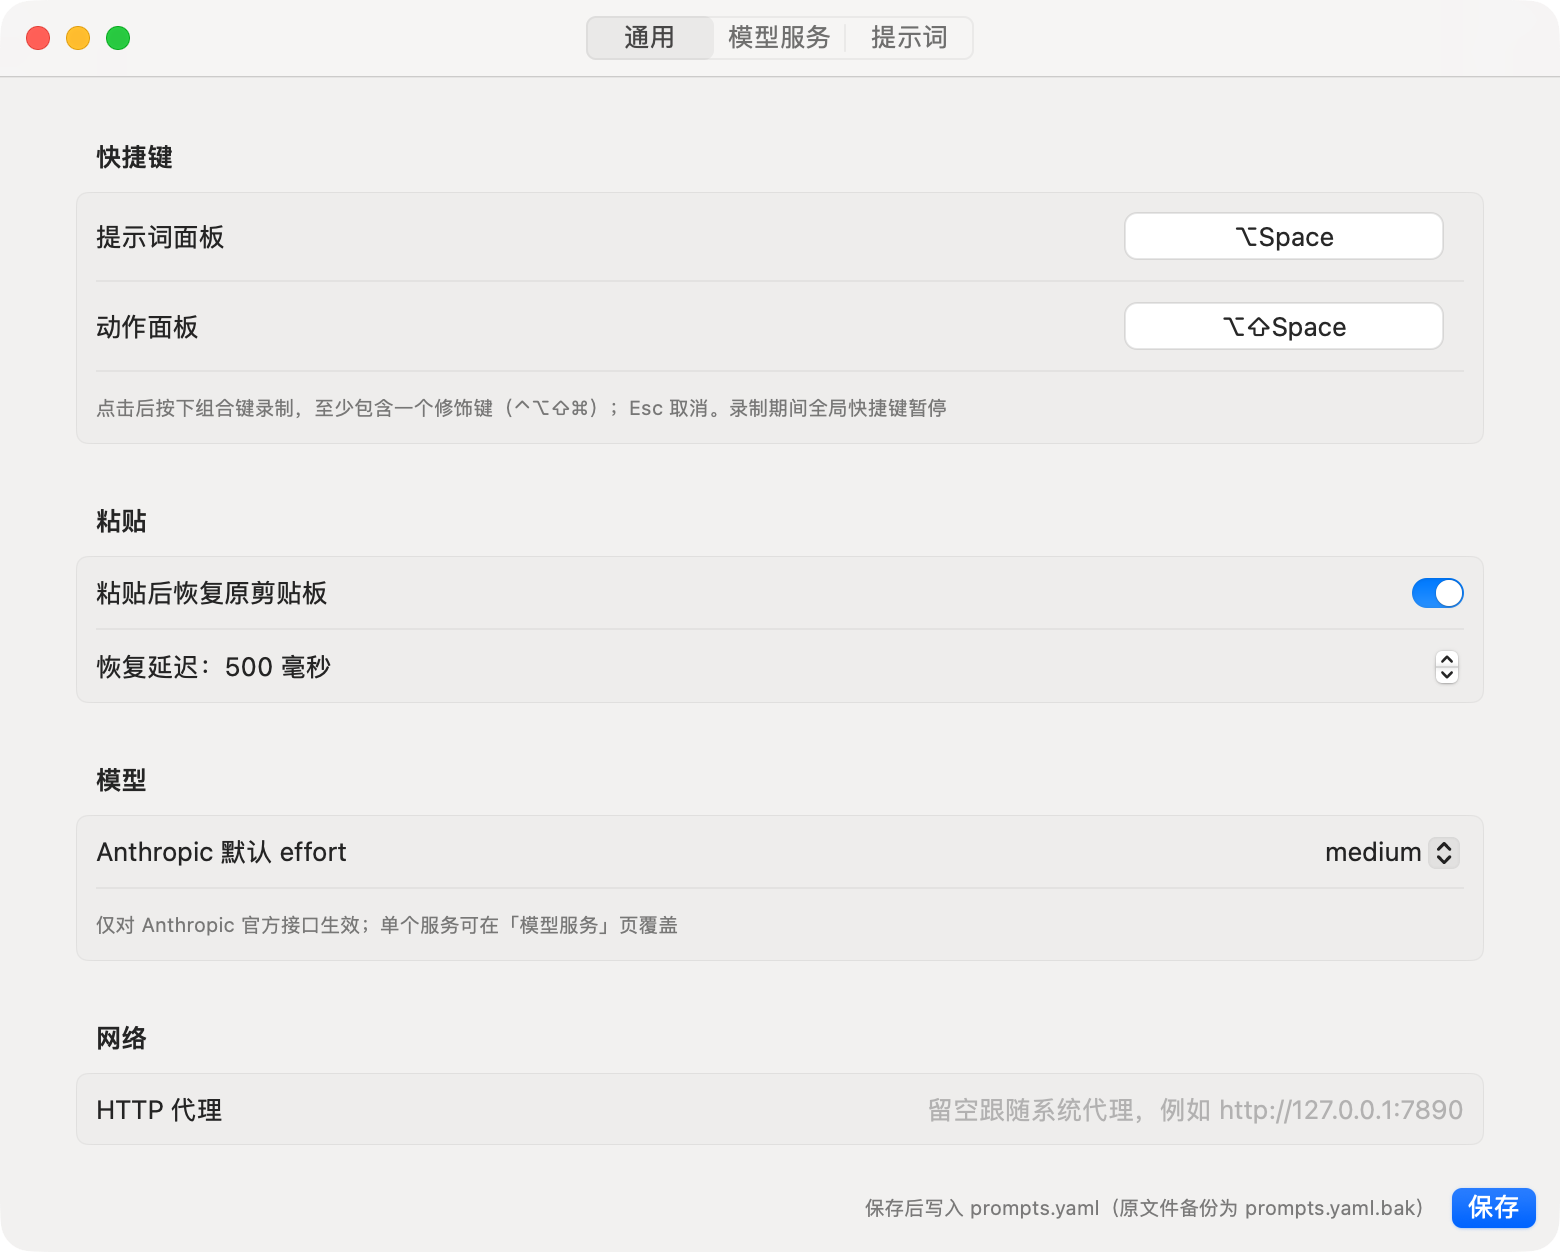 通用 模型服务 提示词
快捷键
提示词面板 ⌥Space
动作面板 ⌥⇧Space
点击后按下组合键录制，至少包含一个修饰键（^⌥⇧⌘）；Esc 取消。录制期间全局快捷键暂停
粘贴
粘贴后恢复原剪贴板
恢复延迟：500 毫秒
模型
Anthropic 默认 effort medium
仅对 Anthropic 官方接口生效；单个服务可在「模型服务」页覆盖
网络
HTTP 代理 留空跟随系统代理，例如 http://127.0.0.1:7890
保存后写入 prompts.yaml（原文件备份为 prompts.yaml.bak） 保存